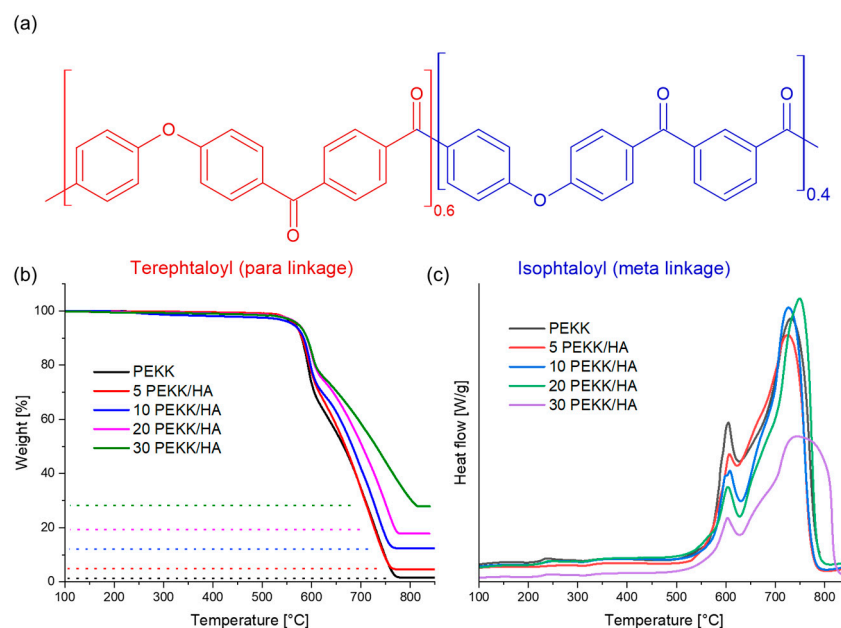 (a)
O
O
O
O
O
O
0.6
0.4
(b)
Terephtaloyl (para linkage)
(c)
Isophtaloyl (meta linkage)
100
80
60
40
20
0
Weight [%]
PEKK
5 PEKK/HA
10 PEKK/HA
20 PEKK/HA
30 PEKK/HA
100 200 300 400 500 600 700 800
Temperature [°C]
Heat flow [W/g]
PEKK
5 PEKK/HA
10 PEKK/HA
20 PEKK/HA
30 PEKK/HA
100 200 300 400 500 600 700 800
Temperature [°C]